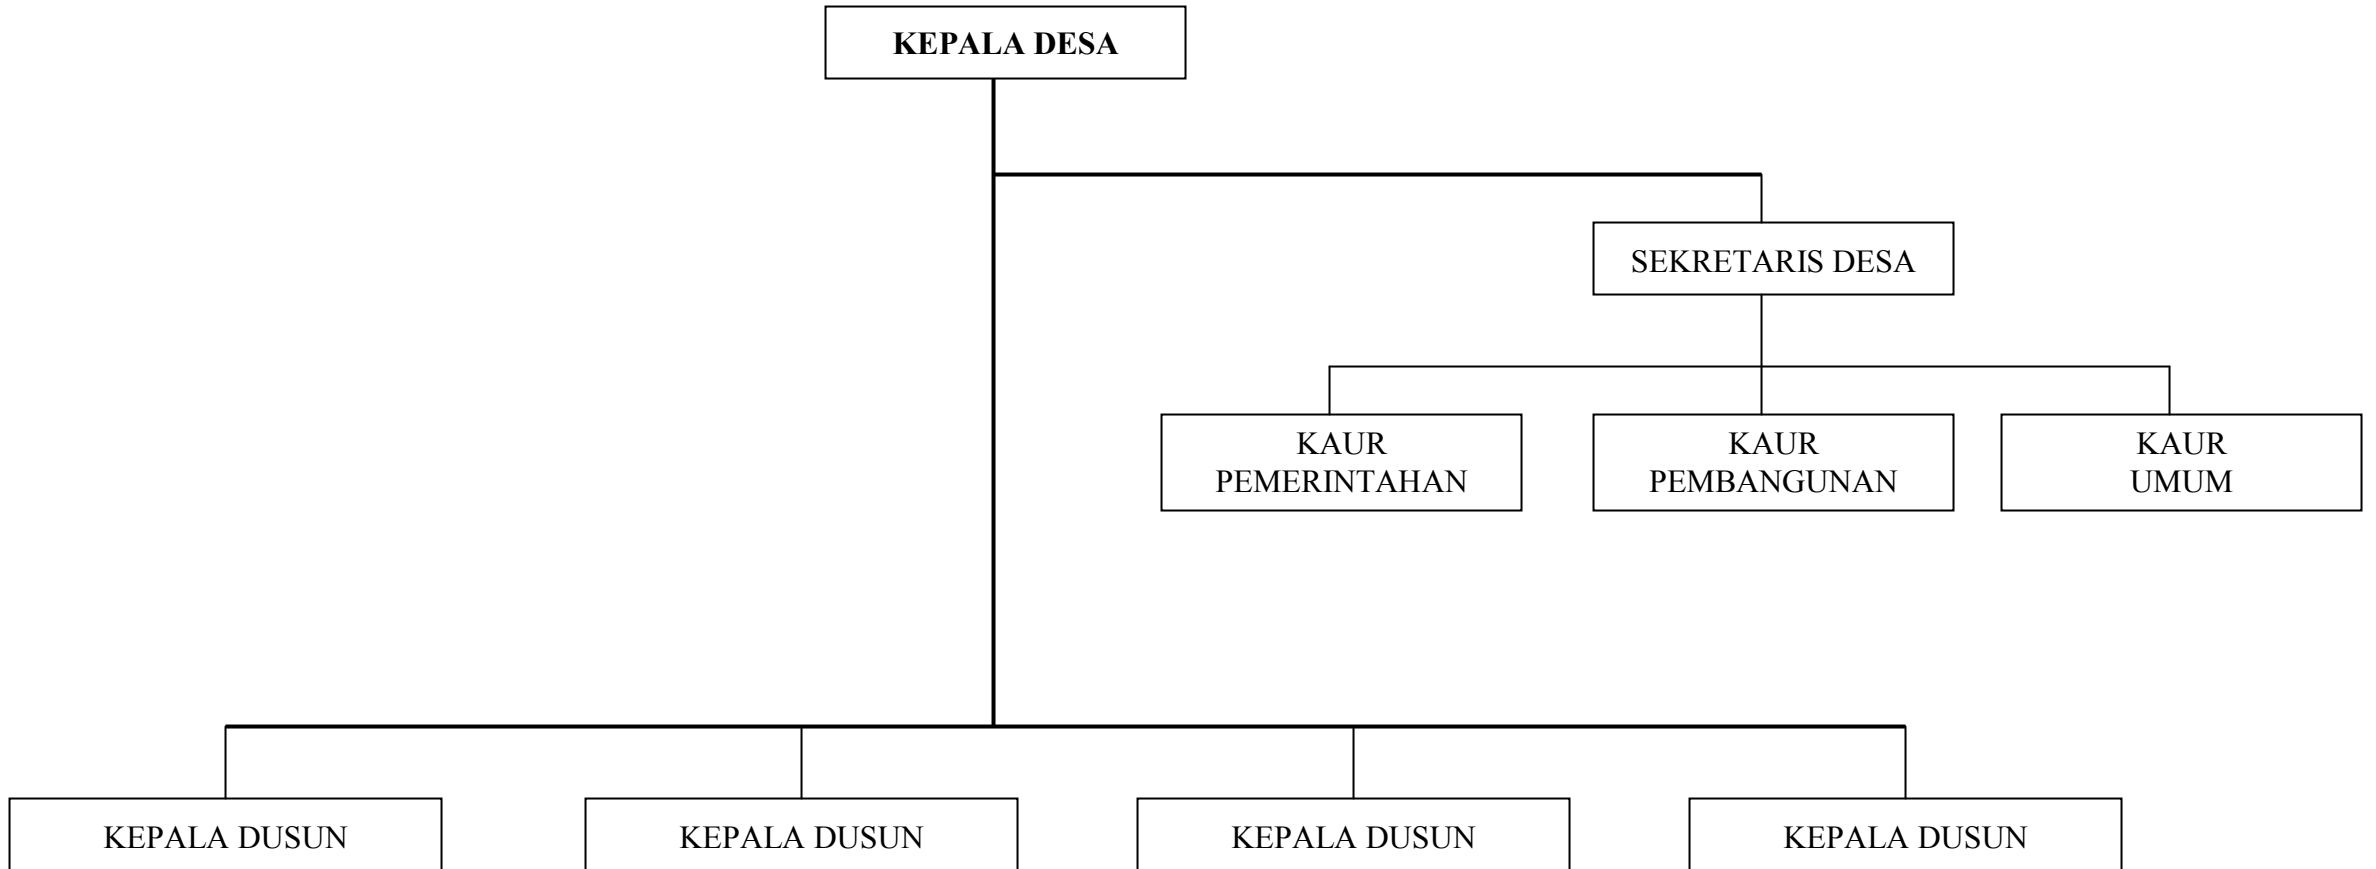 KEPALA DESA
SEKRETARIS DESA
KAUR
PEMERINTAHAN
KAUR
PEMBANGUNAN
KAUR
UMUM
KEPALA DUSUN
KEPALA DUSUN
KEPALA DUSUN
KEPALA DUSUN